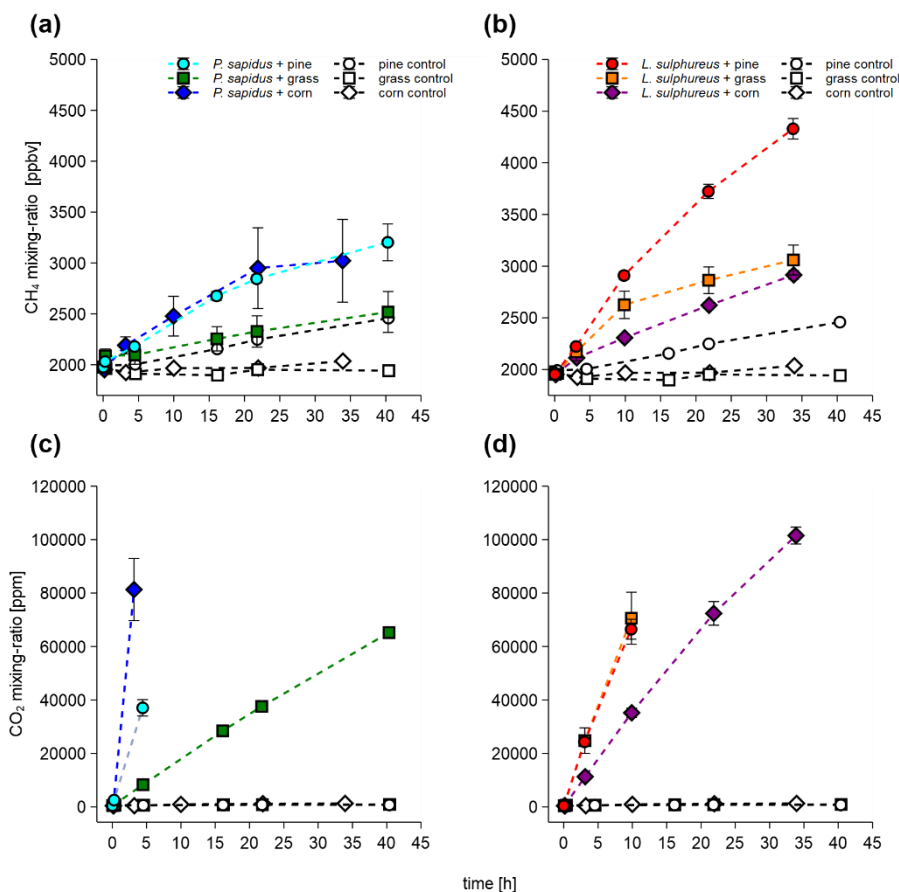 (a)
P. sapidus + pine
pine control
P. sapidus + grass
grass control
P. sapidus + corn
corn control
5000
4500
4000
3500
3000
2500
2000
CH₄ mixing-ratio [ppbv]
0 5 10 15 20 25 30 35 40 45
(b)
L. sulphureus + pine
pine control
L. sulphureus + grass
grass control
L. sulphureus + corn
corn control
5000
4500
4000
3500
3000
2500
2000
0 5 10 15 20 25 30 35 40 45
(c)
120000
100000
80000
60000
40000
20000
0
CO₂ mixing-ratio [ppm]
0 5 10 15 20 25 30 35 40 45
(d)
120000
100000
80000
60000
40000
20000
0
0 5 10 15 20 25 30 35 40 45
time [h]